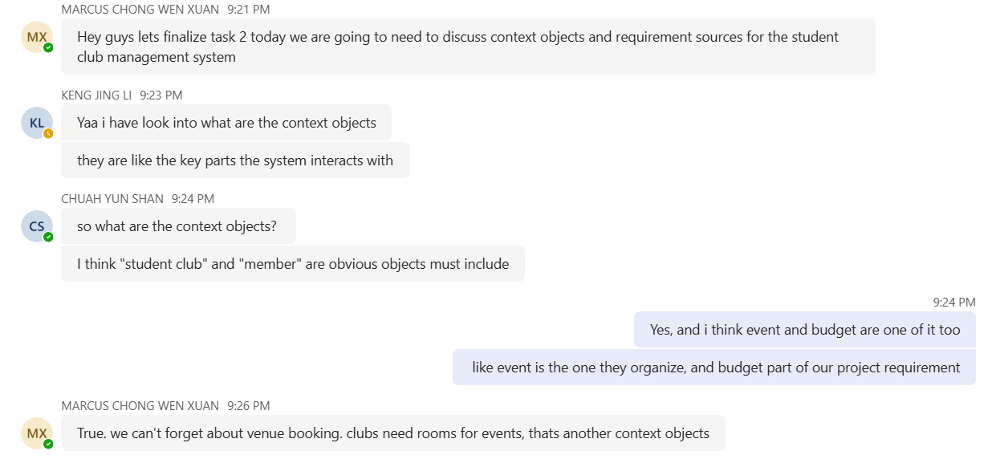 MARCUS CHONG WEN XUAN 9:21 PM
MX
Hey guys lets finalize task 2 today we are going to need to discuss context objects and requirement sources for the student
club management system
KENG JING LI 9:23 PM
KL
Yaa i have look into what are the context objects
they are like the key parts the system interacts with
CHUAH YUN SHAN 9:24 PM
CS
so what are the context objects?
I think "student club" and "member" are obvious objects must include
9:24 PM
Yes, and i think event and budget are one of it too
like event is the one they organize, and budget part of our project requirement
MARCUS CHONG WEN XUAN 9:26 PM
MX
True. we can't forget about venue booking. clubs need rooms for events, thats another context objects